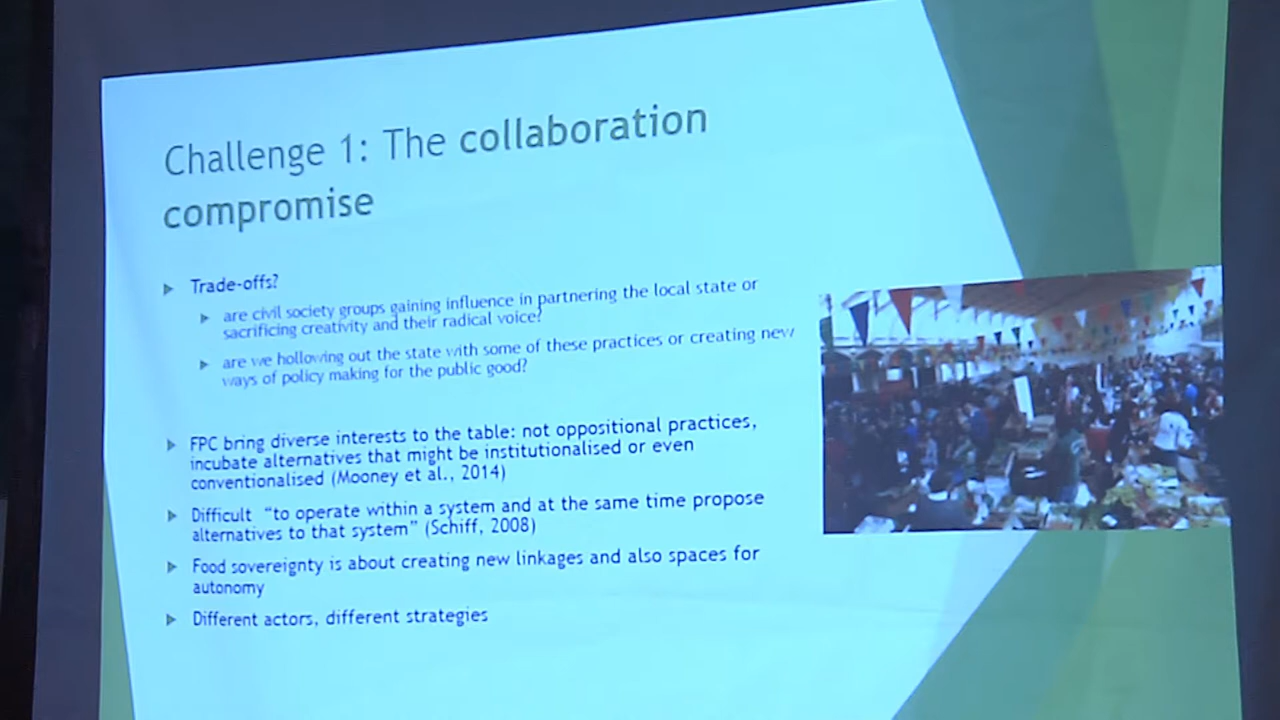 Challenge 1: The collaboration
compromise
Trade-offs?
are civil society groups gaining influence in partnering the local state or
sacrificing creativity and their radical voice?
are we hollowing out the state with some of these practices or creating new
ways of policy making for the public good?
FPC bring diverse interests to the table: not oppositional practices,
incubate alternatives that might be institutionalised or even
conventionalised (Mooney et al., 2014)
Difficult “to operate within a system and at the same time propose
alternatives to that system” (Schiff, 2008)
Food sovereignty is about creating new linkages and also spaces for
autonomy
Different actors, different strategies